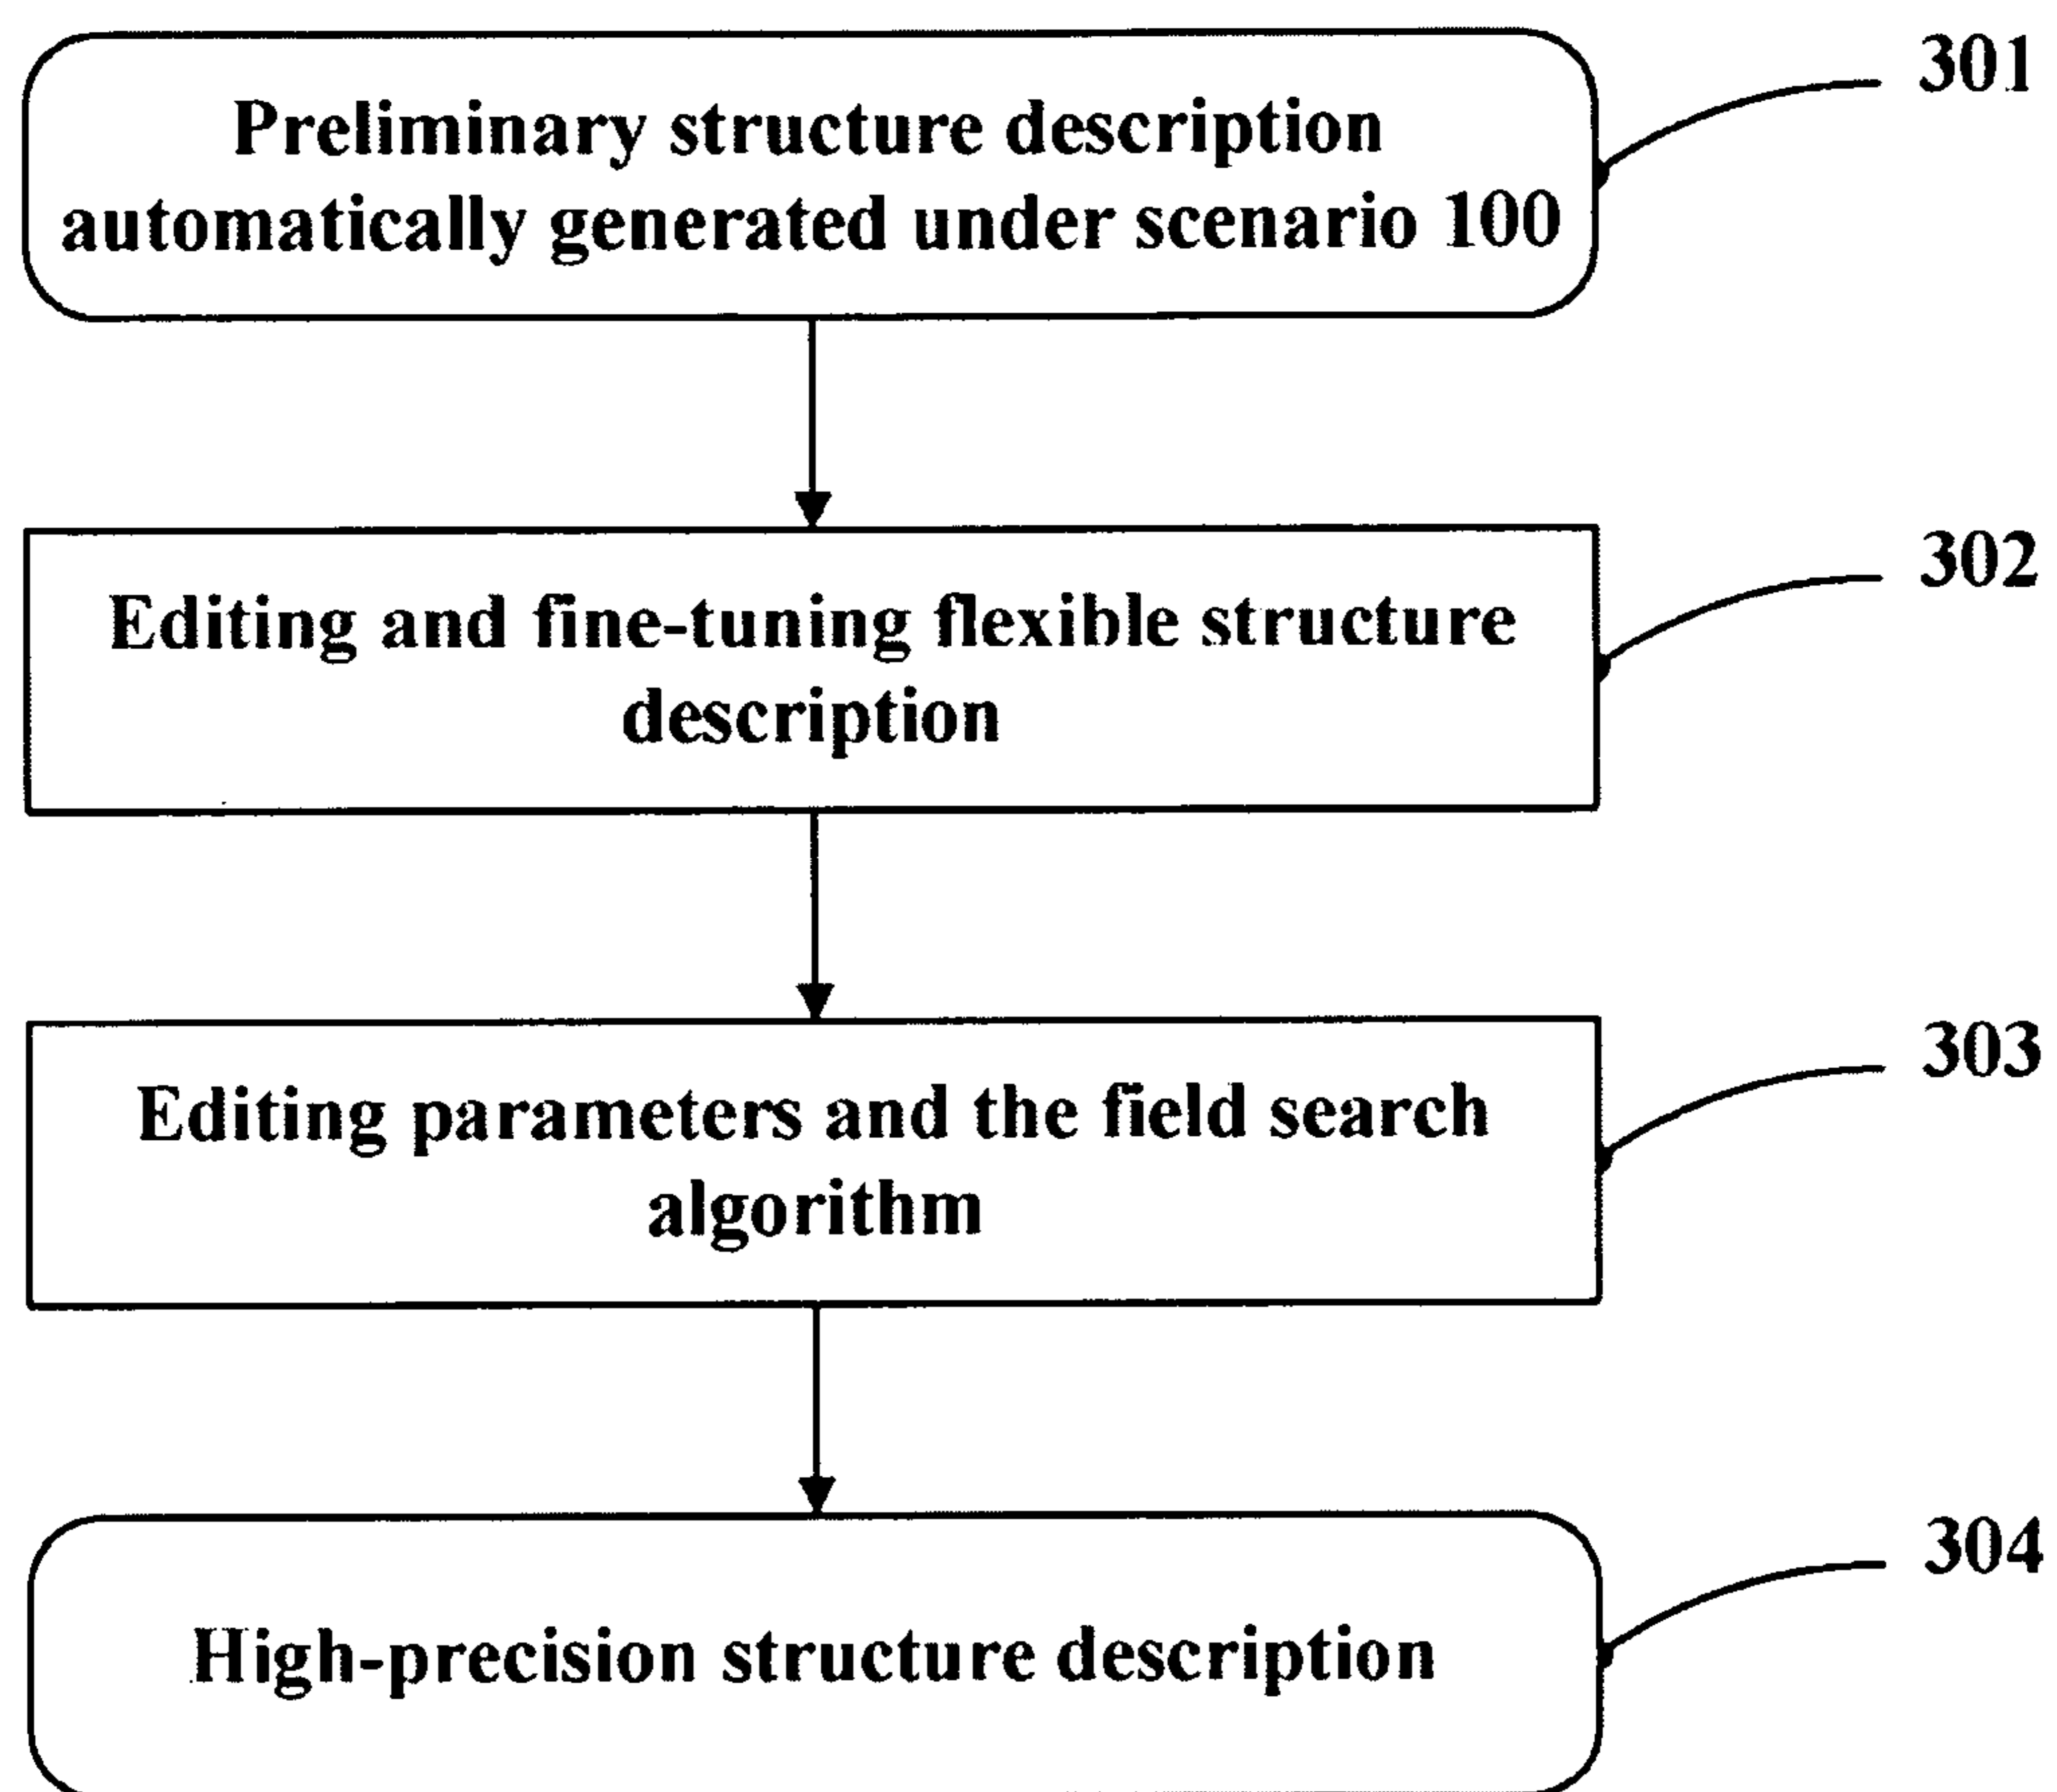 Preliminary structure description
automatically generated under scenario 100
301
Editing and fine-tuning flexible structure
description
302
Editing parameters and the field search
algorithm
303
High-precision structure description
304